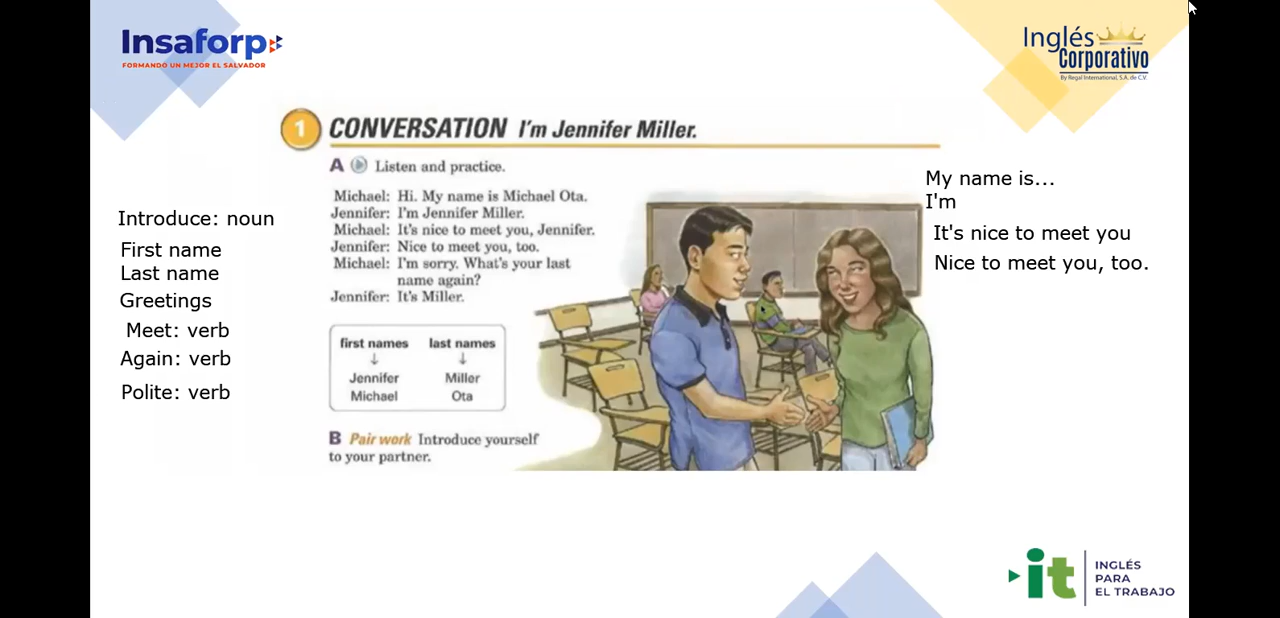 Insaforp
FORMANDO UN MEJOR EL SALVADOR
Inglés
Corporativo
By Regal International, S.A. de C.V.
1 CONVERSATION I'm Jennifer Miller.
A Listen and practice.
Michael: Hi. My name is Michael Ota.
Jennifer: I'm Jennifer Miller.
Michael: It's nice to meet you, Jennifer.
Jennifer: Nice to meet you, too.
Michael: I'm sorry. What's your last
name again?
Jennifer: It's Miller.
first names last names
↓ ↓
Jennifer Miller
Michael Ota
B Pair work Introduce yourself
to your partner.
Introduce: noun
First name
Last name
Greetings
Meet: verb
Again: verb
Polite: verb
My name is...
I'm
It's nice to meet you
Nice to meet you, too.
it
INGLÉS
PARA
EL TRABAJO